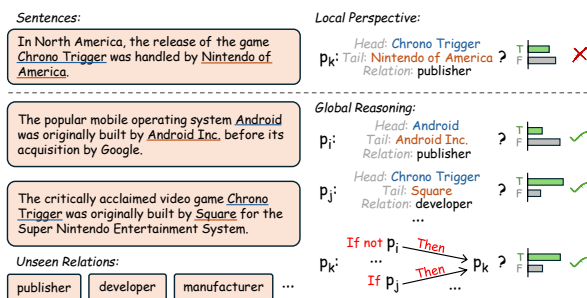 Sentences:
In North America, the release of the game
Chrono Trigger was handled by Nintendo of
America.
Local Perspective:
Head: Chrono Trigger
pk: Tail: Nintendo of America ?
Relation: publisher
T
F
The popular mobile operating system Android
was originally built by Android Inc. before its
acquisition by Google.
The critically acclaimed video game Chrono
Trigger was originally built by Square for the
Super Nintendo Entertainment System.
Unseen Relations:
publisher developer manufacturer ...
Global Reasoning:
Head: Android
pi: Tail: Android Inc. ?
Relation: publisher
T
F
Head: Chrono Trigger
pj: Tail: Square ?
Relation: developer
T
F
...
If not pi Then
pk: ... pk ?
If pj Then ...
T
F